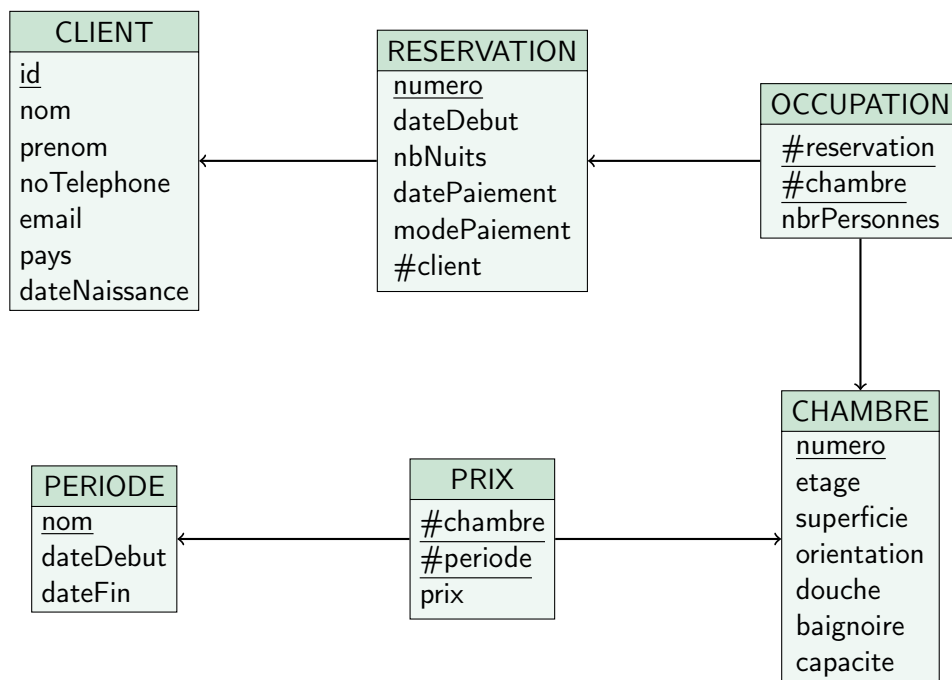 CLIENT
id
nom
prenom
noTelephone
email
pays
dateNaissance
RESERVATION
numero
dateDebut
nbNuits
datePaiement
modePaiement
#client
OCCUPATION
#reservation
#chambre
nbrPersonnes
PERIODE
nom
dateDebut
dateFin
PRIX
#chambre
#periode
prix
CHAMBRE
numero
etage
superficie
orientation
douche
baignoire
capacite